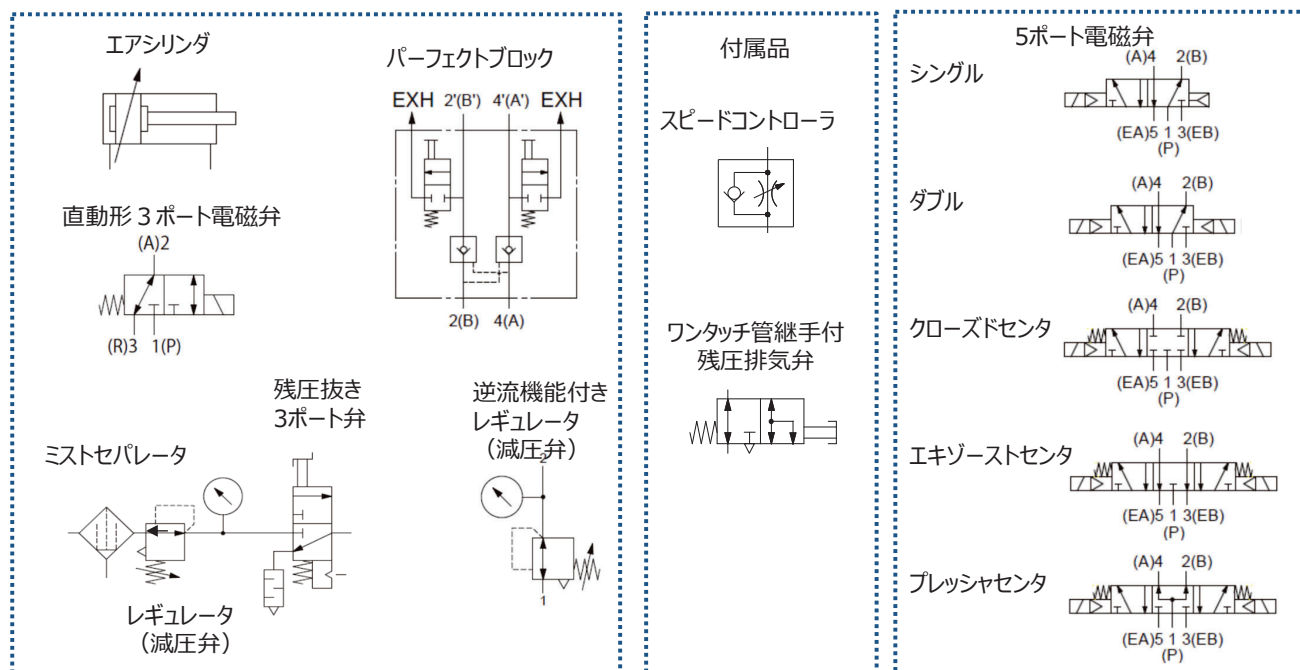 エアシリンダ
パーフェクトブロック
EXH 2'(B') 4'(A') EXH
2(B) 4(A)
直動形３ポート電磁弁
(A)2
(R)3 1(P)
残圧抜き
3ポート弁
逆流機能付き
レギュレータ
（減圧弁）
2
1
ミストセパレータ
レギュレータ
（減圧弁）
付属品
スピードコントローラ
ワンタッチ管継手付
残圧排気弁
5ポート電磁弁
シングル
(A)4 2(B)
(EA)5 1 3(EB)
(P)
ダブル
(A)4 2(B)
(EA)5 1 3(EB)
(P)
クローズドセンタ
(A)4 2(B)
(EA)5 1 3(EB)
(P)
エキゾーストセンタ
(A)4 2(B)
(EA)5 1 3(EB)
(P)
プレッシャセンタ
(A)4 2(B)
(EA)5 1 3(EB)
(P)